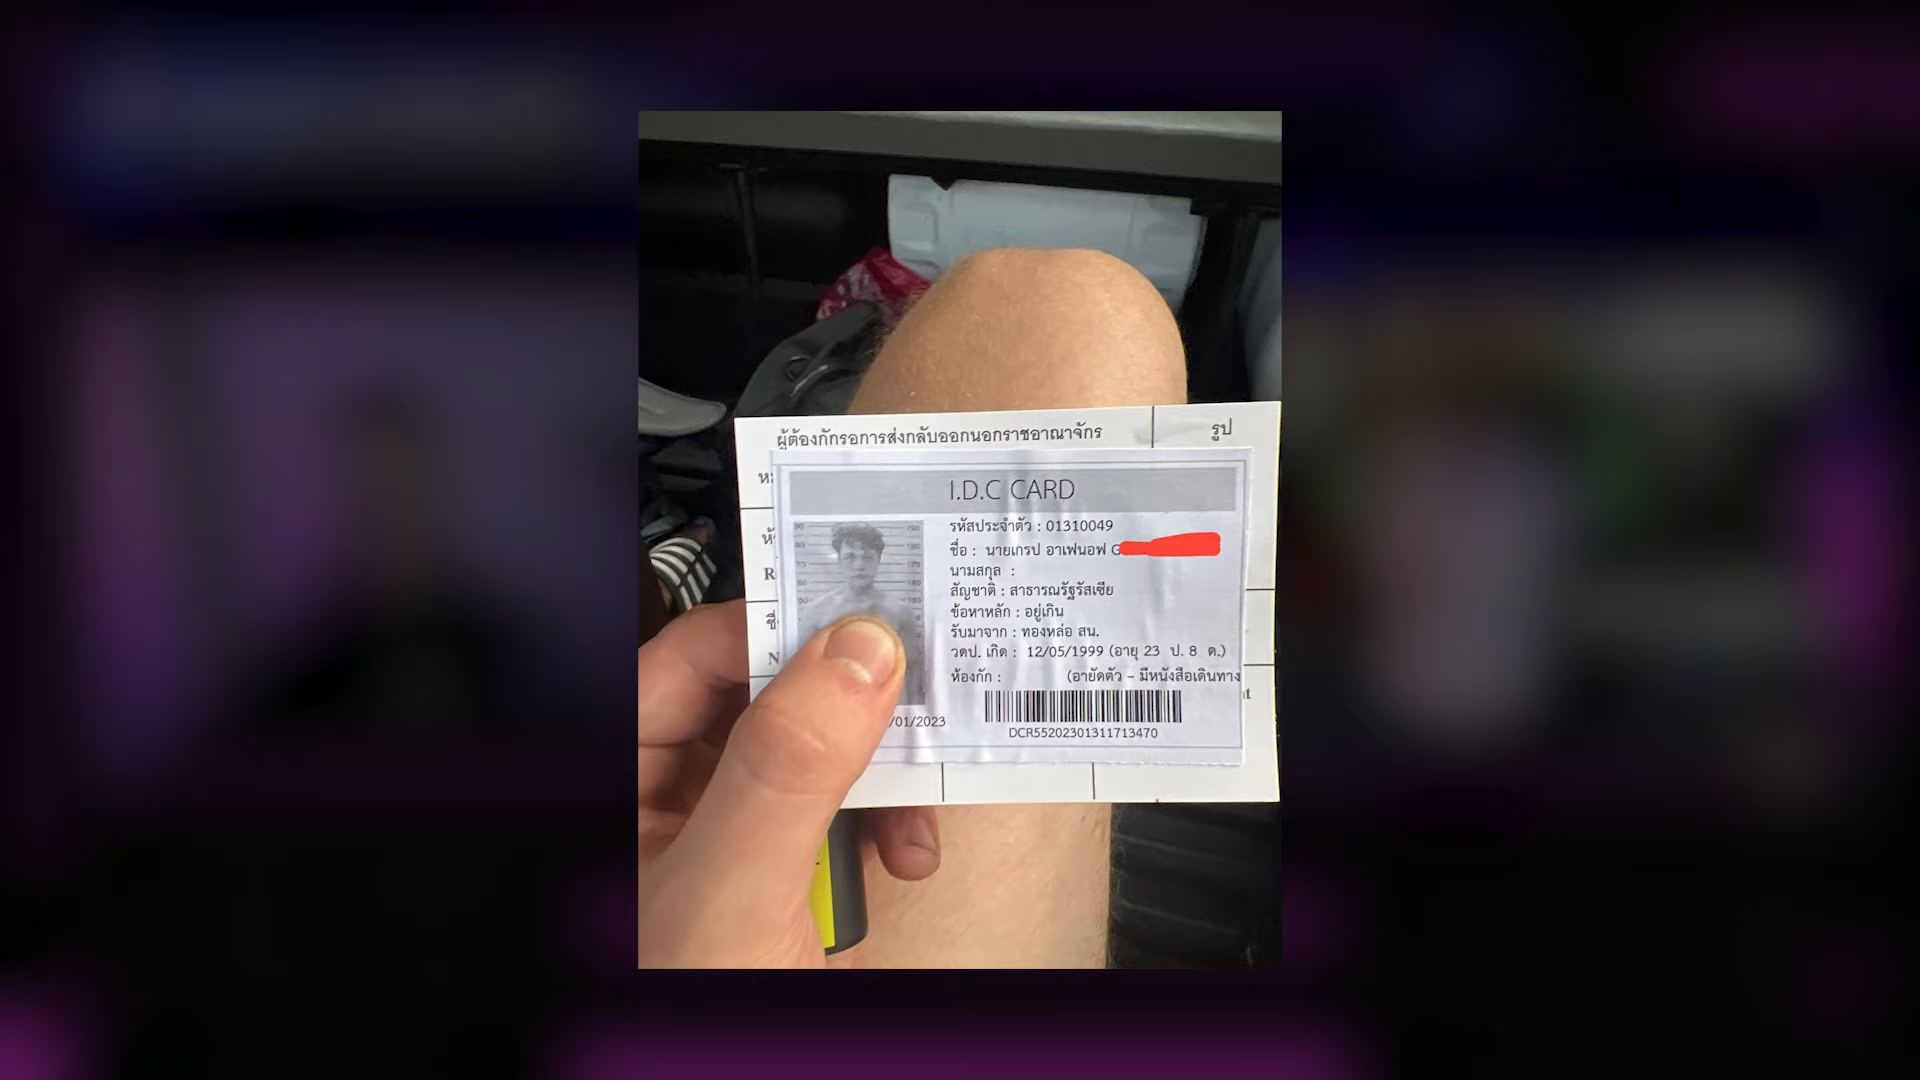 ผู้ต้องกักรอการส่งกลับออกนอกราชอาณาจักร
รูป
I.D.C CARD
รหัสประจำตัว : 01310049
ชื่อ : นายเกรป อาเฟนอฟ G
นามสกุล :
สัญชาติ : สาธารณรัฐรัสเซีย
ข้อหาหลัก : อยู่เกิน
รับมาจาก : ทองหล่อ สน.
วดป. เกิด : 12/05/1999 (อายุ 23 ป. 8 ด.)
ห้องกัก : (อายัดตัว – มีหนังสือเดินทาง
/01/2023
DCR55202301311713470